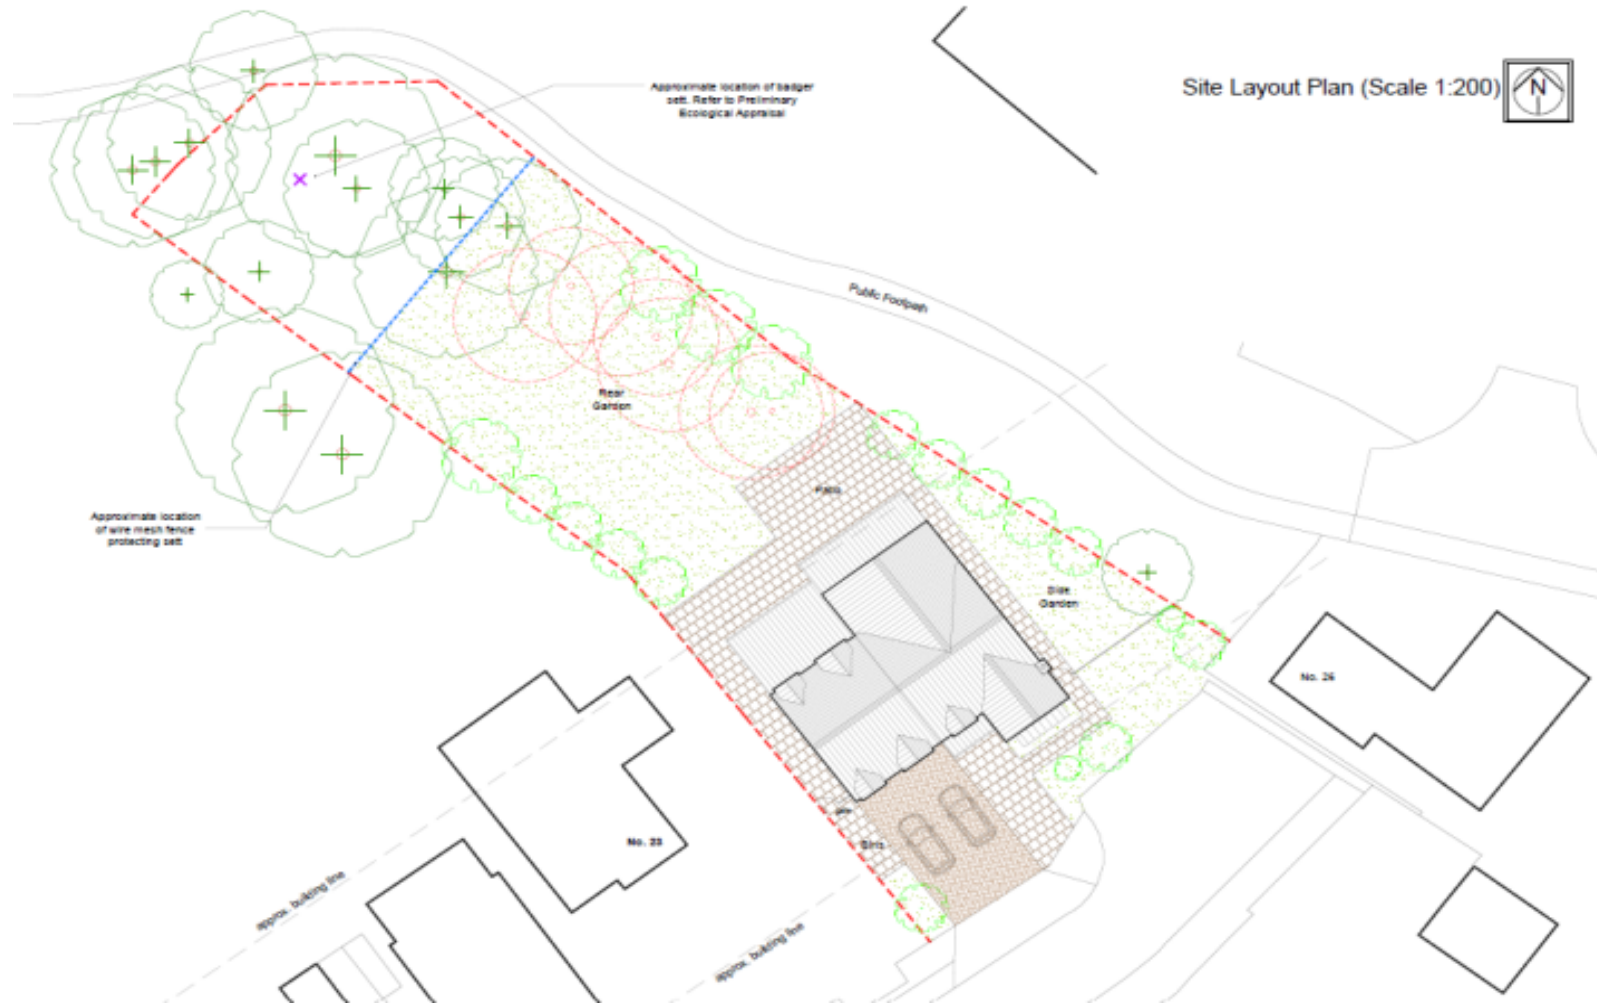 Approximate location of badger
sett. Refer to Preliminary
Ecological Appraisal
Site Layout Plan (Scale 1:200)
N
Public Footpath
Rear
Garden
Patio
Approximate location
of wire mesh fence
protecting sett
Side
Garden
No. 26
No. 23
Bins
approx. building line
approx. building line